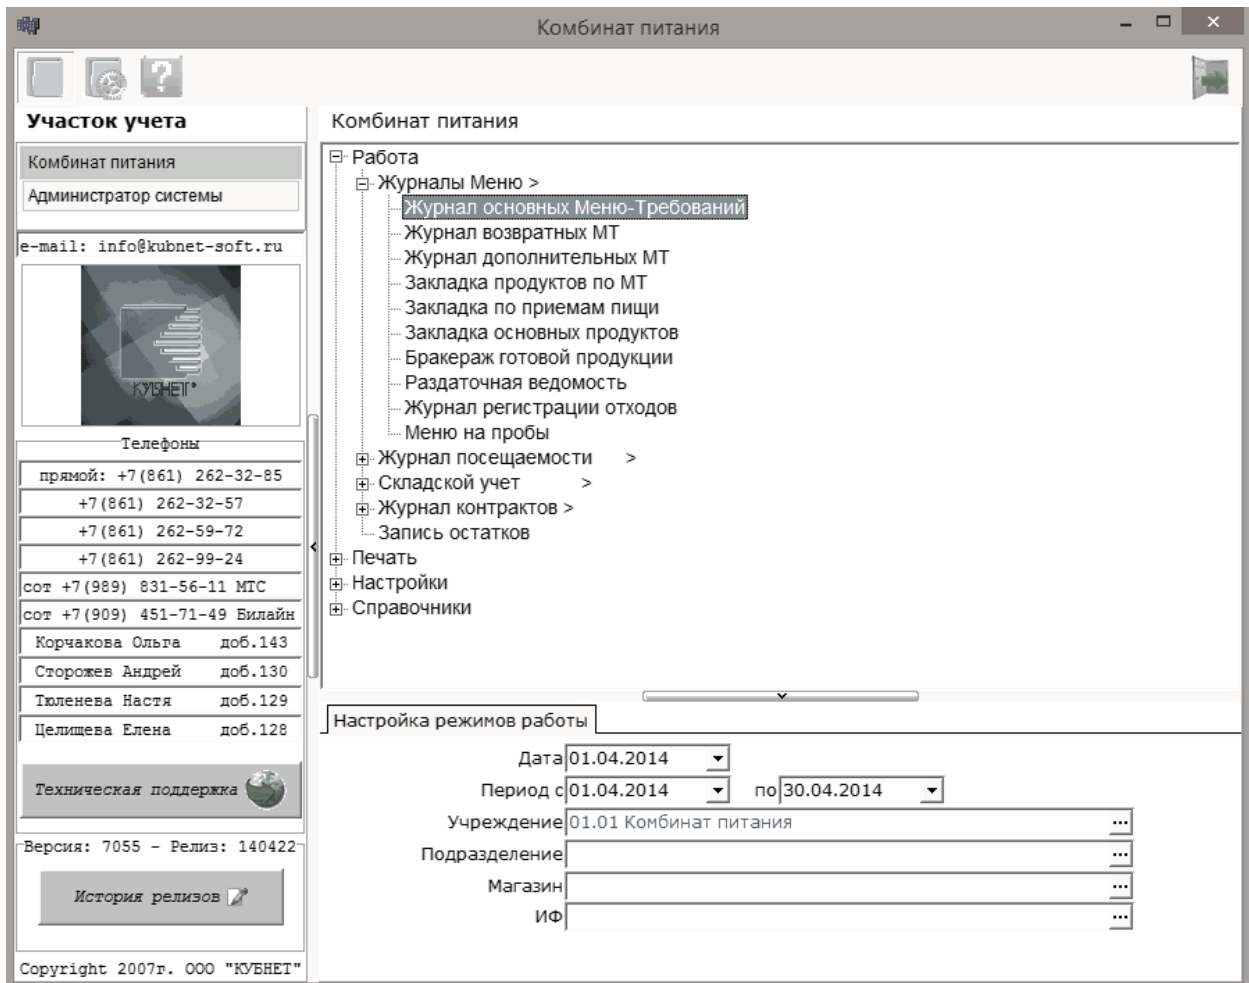 Комбинат питания
Участок учета
Комбинат питания
Администратор системы
e-mail: info@kubnet-soft.ru
КУБНЕТ®
Телефоны
прямой: +7(861) 262-32-85
+7(861) 262-32-57
+7(861) 262-59-72
+7(861) 262-99-24
сот +7(989) 831-56-11 МТС
сот +7(909) 451-71-49 Билайн
Корчакова Ольга доб.143
Сторожев Андрей доб.130
Тюленева Настя доб.129
Целищева Елена доб.128
Техническая поддержка
Версия: 7055 - Релиз: 140422
История релизов
Copyright 2007г. ООО "КУБНЕТ"
Комбинат питания
Работа
Журналы Меню >
Журнал основных Меню-Требований
Журнал возвратных МТ
Журнал дополнительных МТ
Закладка продуктов по МТ
Закладка по приемам пищи
Закладка основных продуктов
Бракераж готовой продукции
Раздаточная ведомость
Журнал регистрации отходов
Меню на пробы
Журнал посещаемости >
Складской учет >
Журнал контрактов >
Запись остатков
Печать
Настройки
Справочники
Настройка режимов работы
Дата 01.04.2014
Период с 01.04.2014 по 30.04.2014
Учреждение 01.01 Комбинат питания ...
Подразделение ...
Магазин ...
ИФ ...